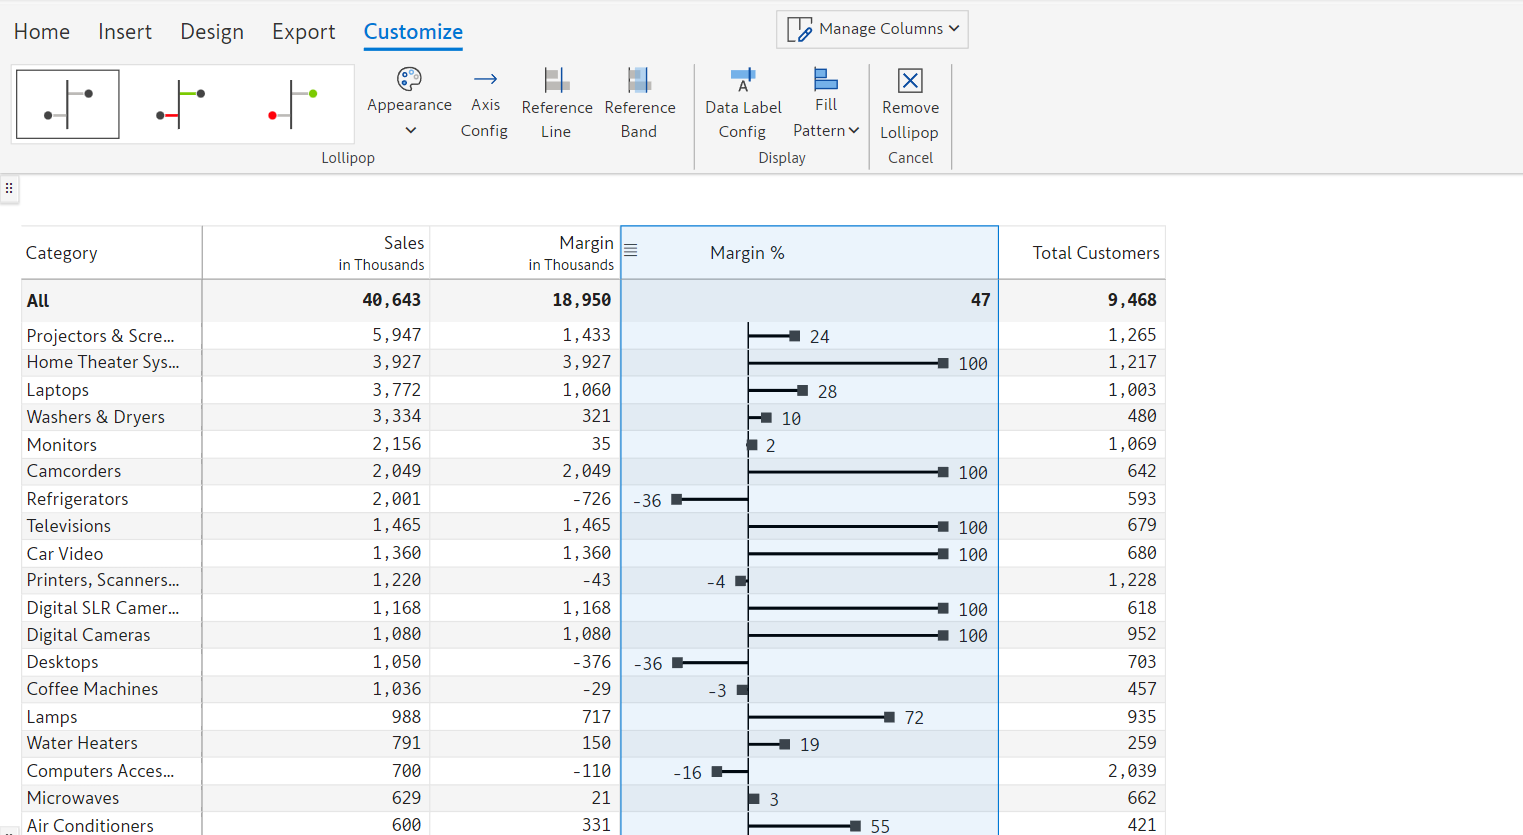 Home Insert Design Export Customize
Manage Columns
Appearance Axis Config Reference Line Reference Band Data Label Config Fill Pattern Remove Lollipop
Lollipop Display Cancel
Category Sales in Thousands Margin in Thousands Margin % Total Customers
All 40,643 18,950 47 9,468
Projectors & Scre... 5,947 1,433 24 1,265
Home Theater Sys... 3,927 3,927 100 1,217
Laptops 3,772 1,060 28 1,003
Washers & Dryers 3,334 321 10 480
Monitors 2,156 35 2 1,069
Camcorders 2,049 2,049 100 642
Refrigerators 2,001 -726 -36 593
Televisions 1,465 1,465 100 679
Car Video 1,360 1,360 100 680
Printers, Scanners... 1,220 -43 -4 1,228
Digital SLR Camer... 1,168 1,168 100 618
Digital Cameras 1,080 1,080 100 952
Desktops 1,050 -376 -36 703
Coffee Machines 1,036 -29 -3 457
Lamps 988 717 72 935
Water Heaters 791 150 19 259
Computers Acces... 700 -110 -16 2,039
Microwaves 629 21 3 662
Air Conditioners 600 331 55 421
A